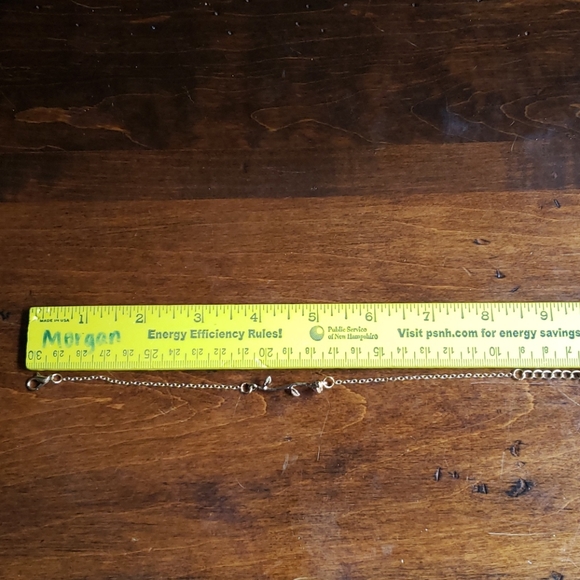 MADE IN USA
1 2 3 4 5 6 7 8 9
Morgan
Energy Efficiency Rules!
Public Service
of New Hampshire
Visit psnh.com for energy savings
30 29 28 27 26 25 24 23 22 21 20 19 18 17 16 15 14 13 12 11 10 9 8 7